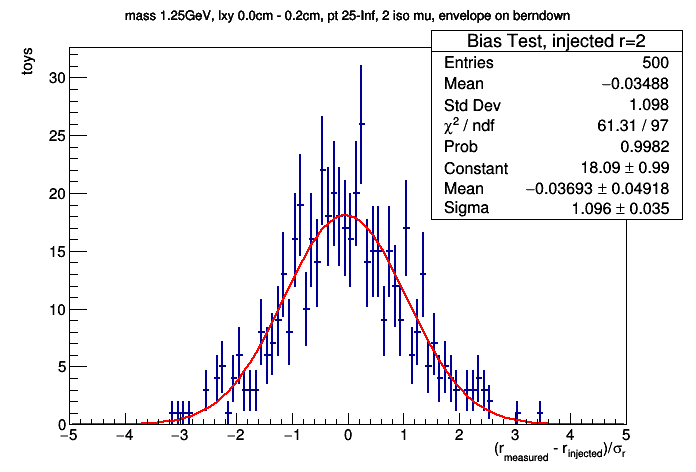 mass 1.25GeV, lxy 0.0cm - 0.2cm, pt 25-Inf, 2 iso mu, envelope on berndown
toys
Bias Test, injected r=2
Entries 500
Mean −0.03488
Std Dev 1.098
χ² / ndf 61.31 / 97
Prob 0.9982
Constant 18.09 ± 0.99
Mean −0.03693 ± 0.04918
Sigma 1.096 ± 0.035
30
25
20
15
10
5
0
−5 −4 −3 −2 −1 0 1 2 3 4 5
(r_measured - r_injected)/σ_r